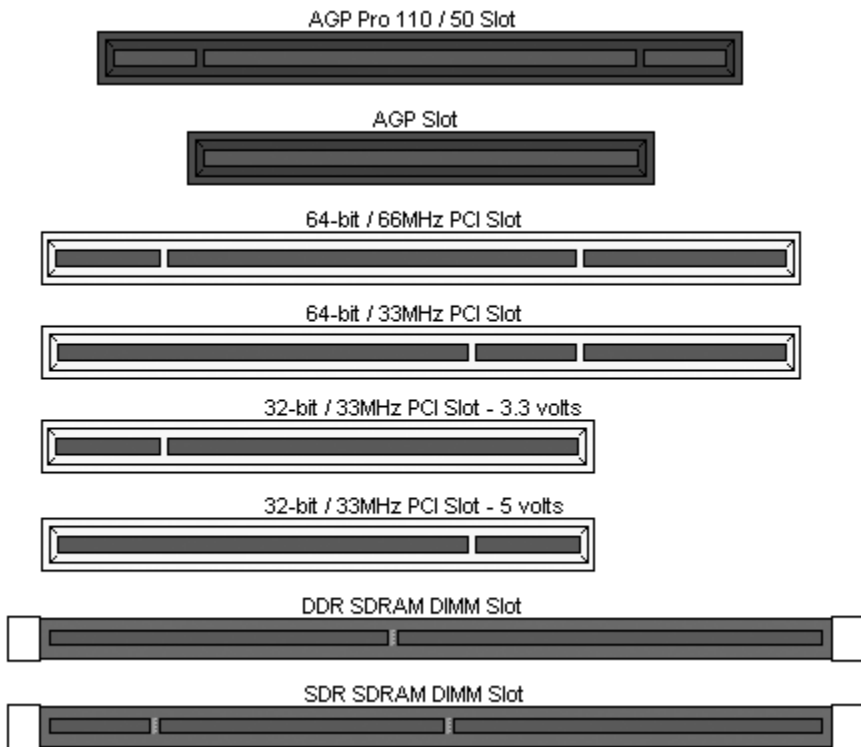 AGP Pro 110 / 50 Slot
AGP Slot
64-bit / 66MHz PCI Slot
64-bit / 33MHz PCI Slot
32-bit / 33MHz PCI Slot - 3.3 volts
32-bit / 33MHz PCI Slot - 5 volts
DDR SDRAM DIMM Slot
SDR SDRAM DIMM Slot